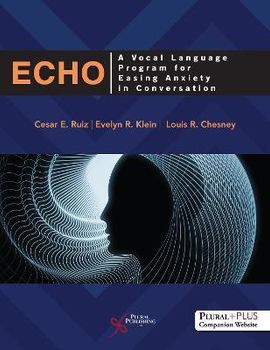 ECHO
A Vocal Language
Program for
Easing Anxiety
in Conversation
Cesar E. Ruiz | Evelyn R. Klein | Louis R. Chesney
PLURAL
PUBLISHING
PLURAL+PLUS
Companion Website